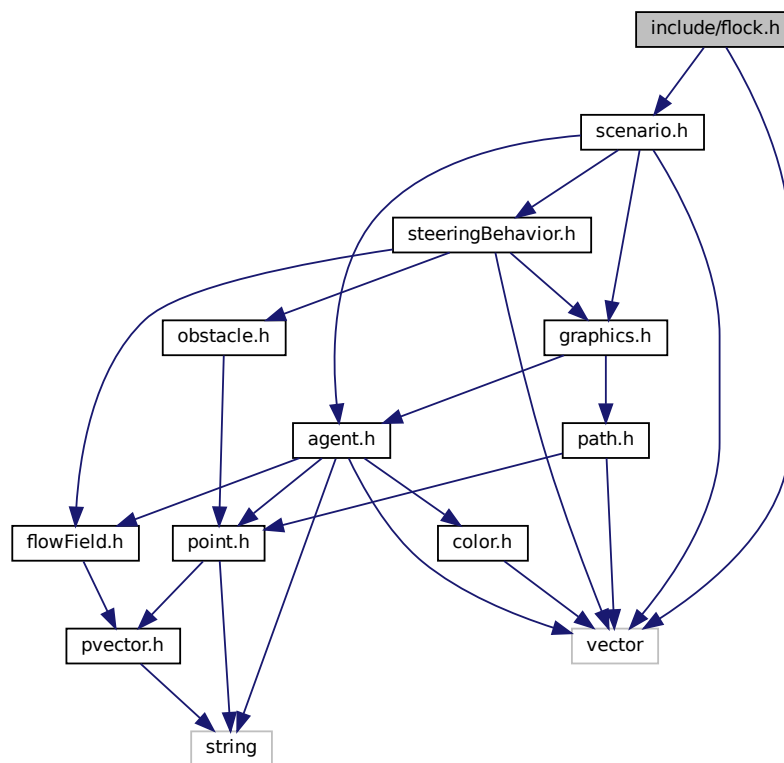 include/flock.h
scenario.h
steeringBehavior.h
obstacle.h
graphics.h
agent.h
path.h
flowField.h
point.h
color.h
pvector.h
vector
string